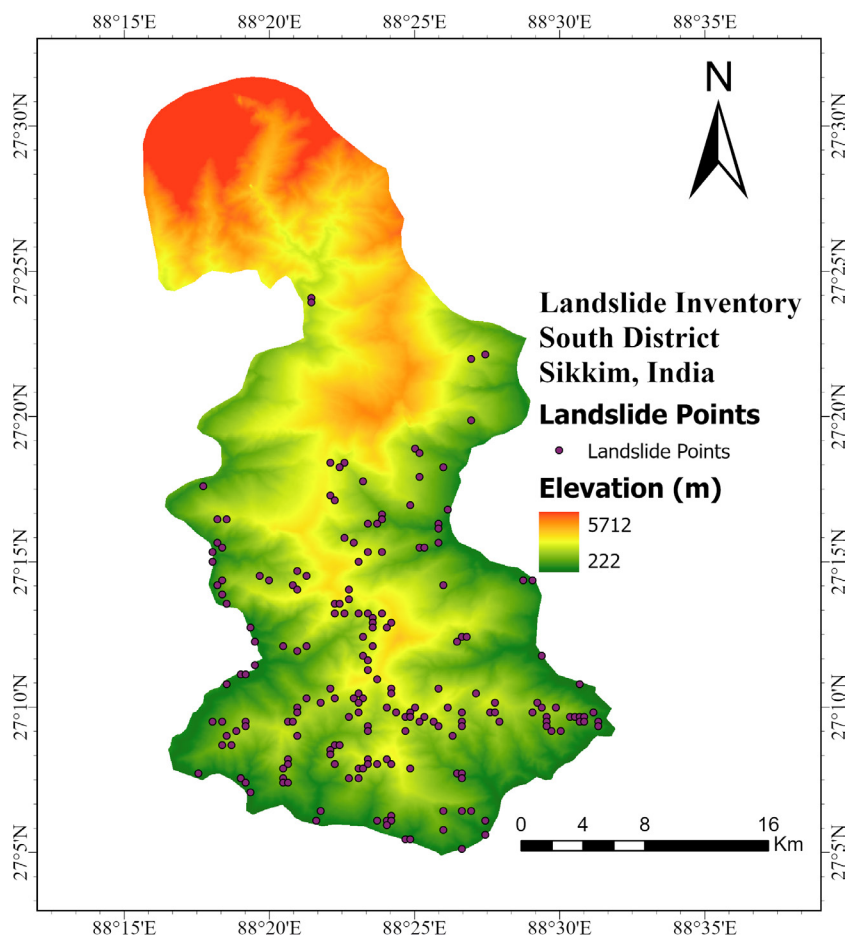 88°15'E 88°20'E 88°26'E 88°30'E 88°35'E
27°30'N 27°30'N
N
27°25'N 27°25'N
Landslide Inventory
South District
Sikkim, India
27°20'N 27°20'N
Landslide Points
Landslide Points
Elevation (m)
5712
222
27°15'N 27°15'N
27°10'N 27°10'N
0 4 8 16
Km
27°5'N 27°5'N
88°15'E 88°20'E 88°26'E 88°30'E 88°35'E